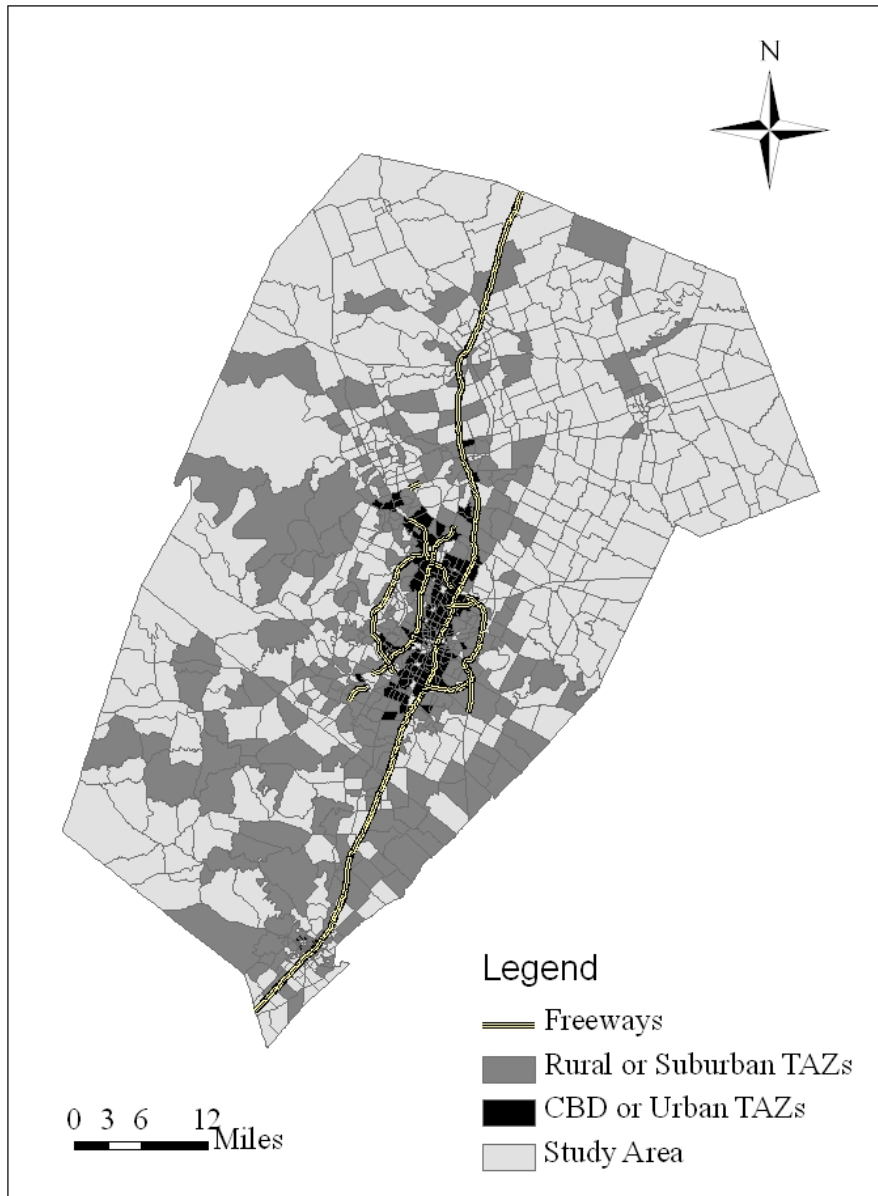 N
Legend
Freeways
Rural or Suburban TAZs
CBD or Urban TAZs
Study Area
0 3 6 12
Miles